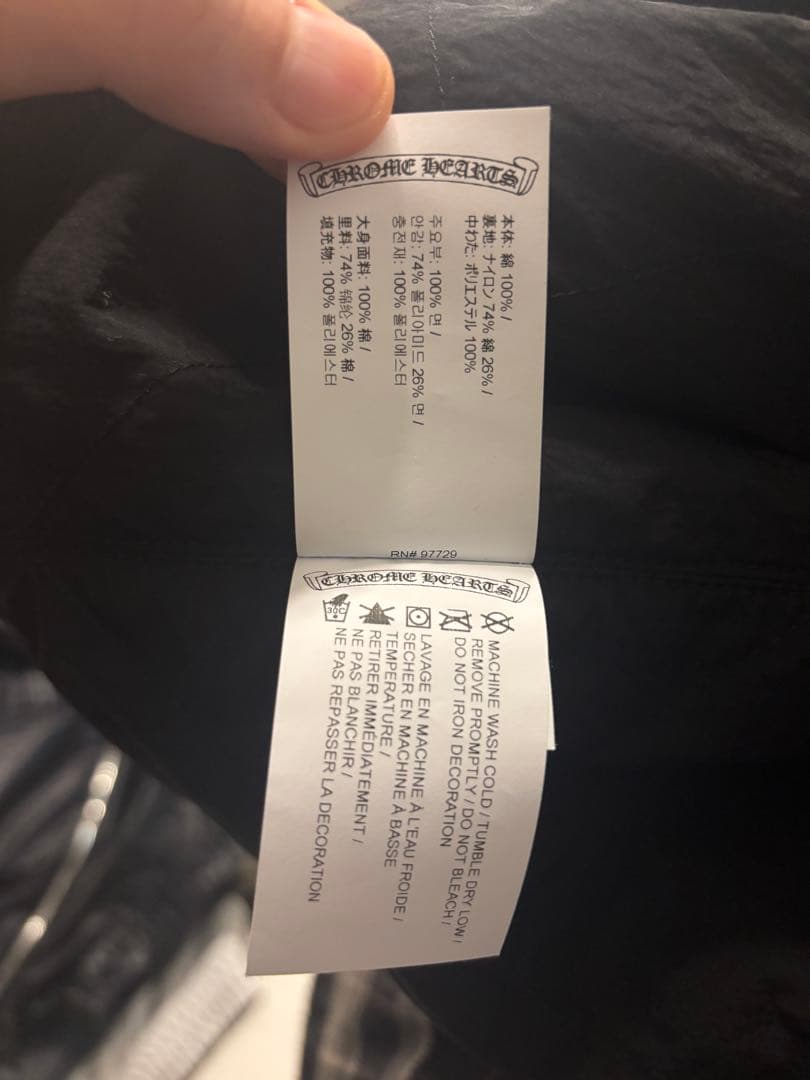 CHROME HEARTS
本体: 綿 100% /
裏地: ナイロン 74% 綿 26% /
中わた: ポリエステル 100%
주요부: 100% 면 /
안감: 74% 폴리아미드 26% 면 /
충전재: 100% 폴리에스터
大身面料: 100% 棉 /
里料: 74% 锦纶 26% 棉 /
填充物: 100% 폴리에스터
RN# 97729
CHROME HEARTS
MACHINE WASH COLD / TUMBLE DRY LOW /
REMOVE PROMPTLY / DO NOT BLEACH /
DO NOT IRON DECORATION
LAVAGE EN MACHINE À L'EAU FROIDE /
SECHER EN MACHINE À BASSE
TEMPERATURE /
RETIRER IMMÉDIATEMENT /
NE PAS BLANCHIR /
NE PAS REPASSER LA DECORATION
30C